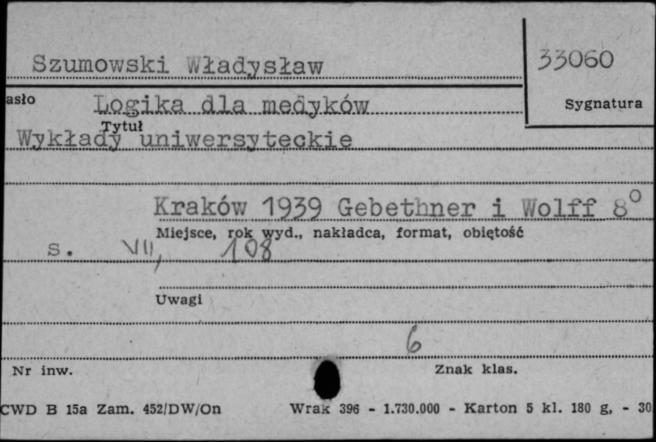 Szumowski Władysław
33060
asło
Logika dla medyków
Sygnatura
Tytuł
Wykłady uniwersyteckie
Kraków 1939 Gebethner i Wolff 8°
Miejsce, rok wyd., nakładca, format, objętość
s. VII, 108
Uwagi
6
Nr inw.
Znak klas.
CWD B 15a Zam. 452/DW/On Wrak 396 - 1.730.000 - Karton 5 kl. 180 g, - 30